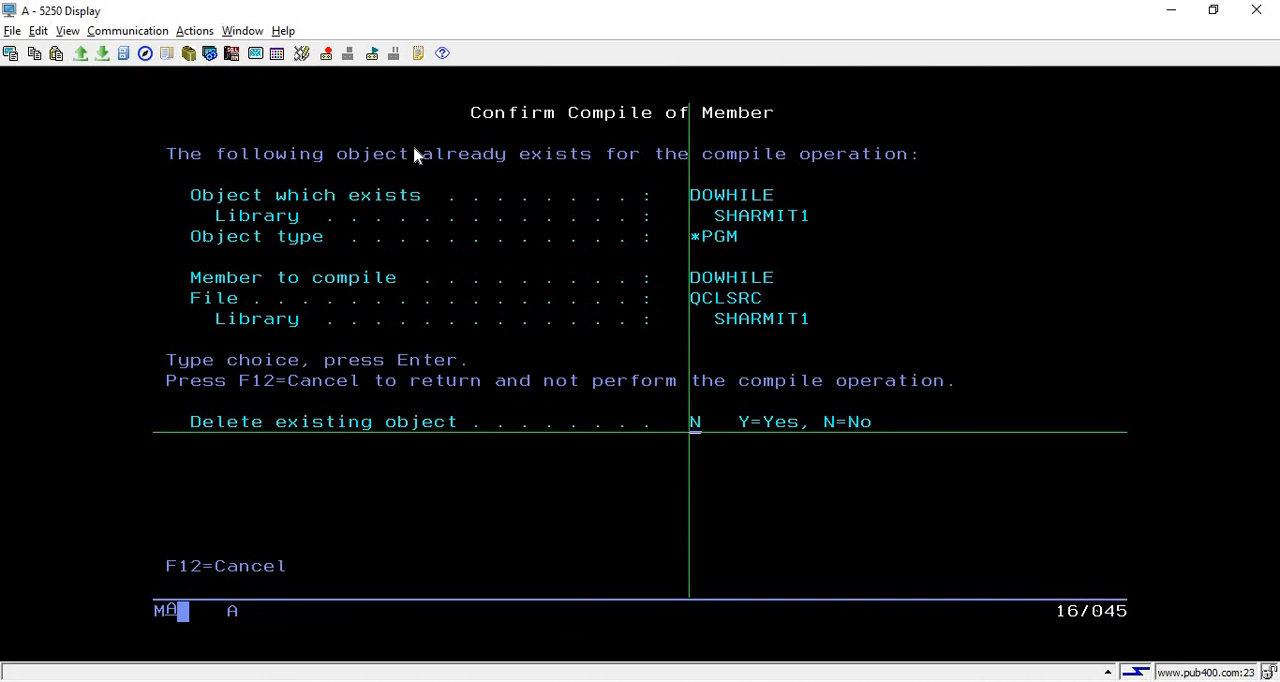 A - 5250 Display
File Edit View Communication Actions Window Help
Confirm Compile of Member
The following object already exists for the compile operation:
Object which exists . . . . . . . . . : DOWHILE
Library . . . . . . . . . . . . . . : SHARMIT1
Object type . . . . . . . . . . . . . : *PGM
Member to compile . . . . . . . . . . : DOWHILE
File . . . . . . . . . . . . . . . . . : QCLSRC
Library . . . . . . . . . . . . . . : SHARMIT1
Type choice, press Enter.
Press F12=Cancel to return and not perform the compile operation.
Delete existing object . . . . . . . . N Y=Yes, N=No
F12=Cancel
MA A 16/045
www.pub400.com:23